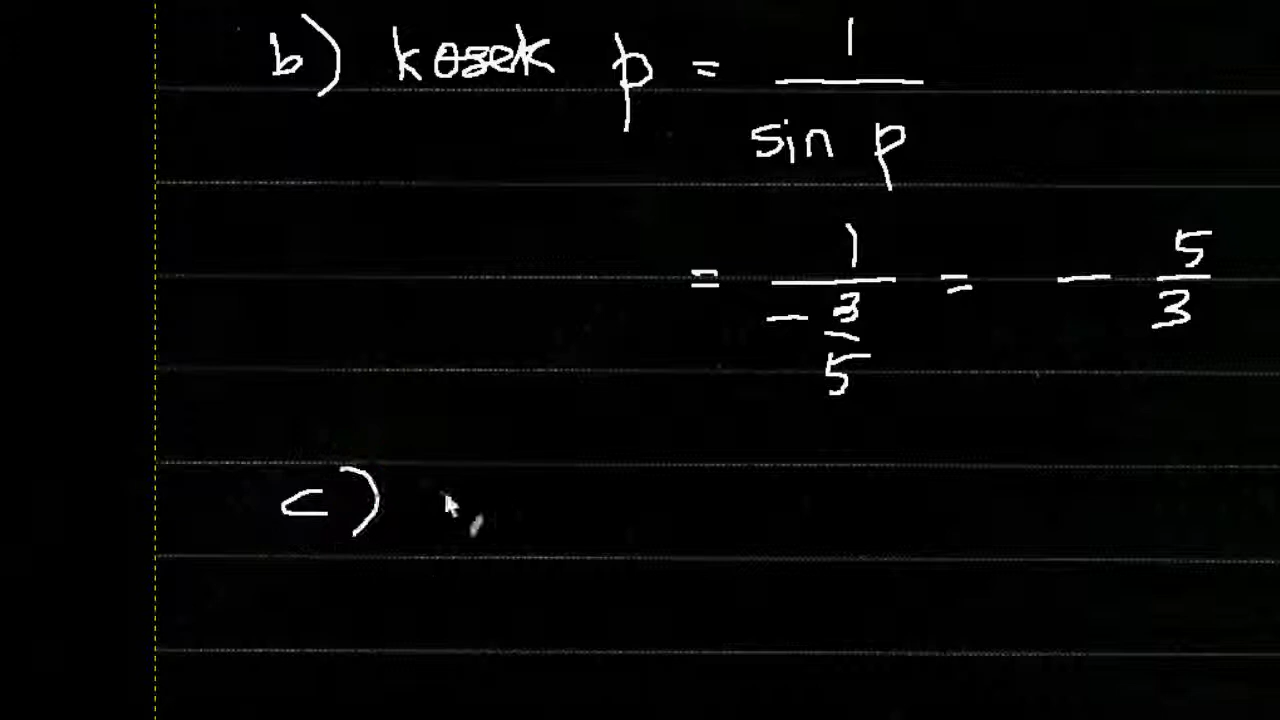 b) kosek p = 1 / sin p
= 1 / - 3/5 = - 5/3
c)